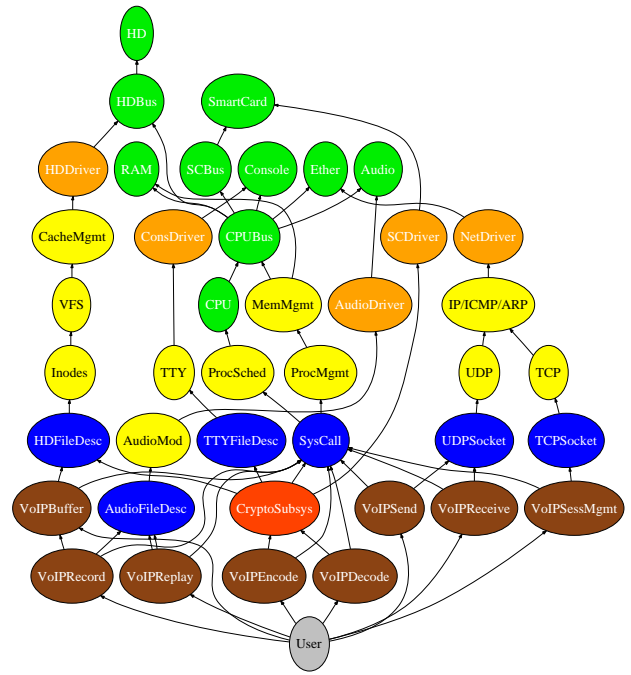 HD
HDBus
SmartCard
HDDriver
RAM
SCBus
Console
Ether
Audio
CacheMgmt
ConsDriver
CPUBus
SCDriver
NetDriver
VFS
CPU
MemMgmt
AudioDriver
IP/ICMP/ARP
Inodes
TTY
ProcSched
ProcMgmt
UDP
TCP
HDFileDesc
AudioMod
TTYFileDesc
SysCall
UDPSocket
TCPSocket
VoIPBuffer
AudioFileDesc
CryptoSubsys
VoIPSend
VoIPReceive
VoIPSessMgmt
VoIPRecord
VoIPReplay
VoIPEncode
VoIPDecode
User